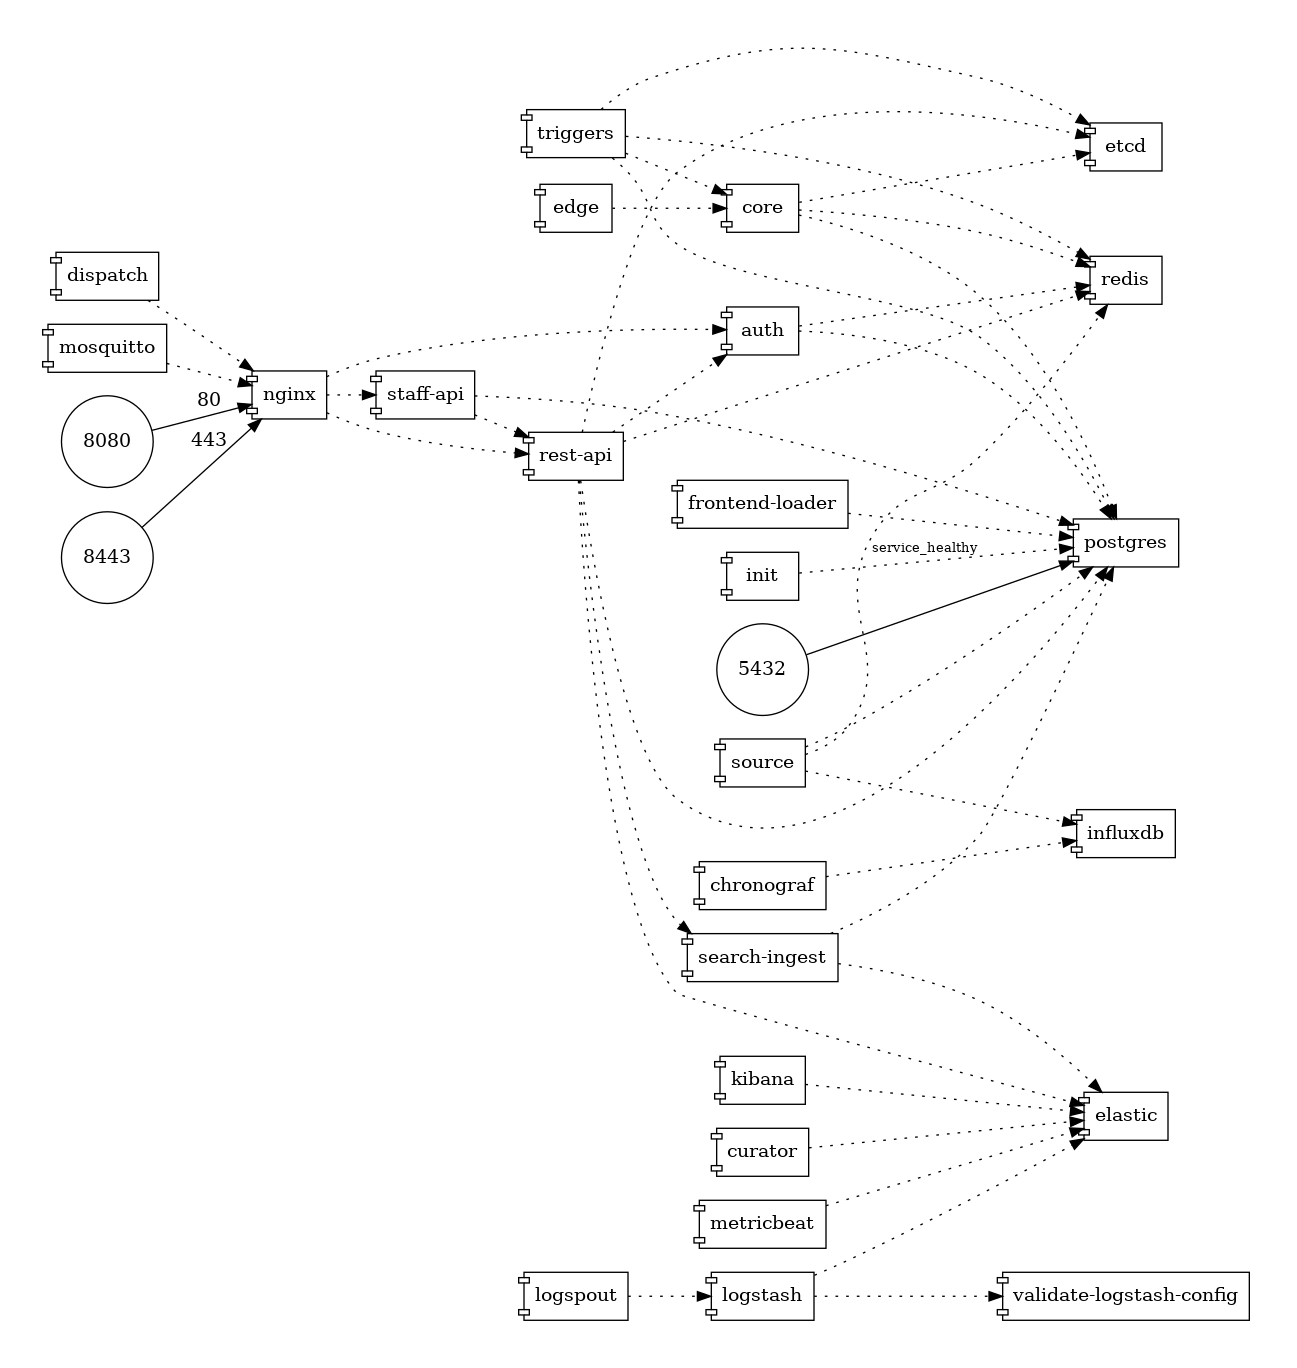 triggers
etcd
edge
core
dispatch
redis
mosquitto
auth
nginx
staff-api
80
8080
443
rest-api
frontend-loader
8443
service_healthy
postgres
init
5432
source
influxdb
chronograf
search-ingest
kibana
elastic
curator
metricbeat
logspout
logstash
validate-logstash-config